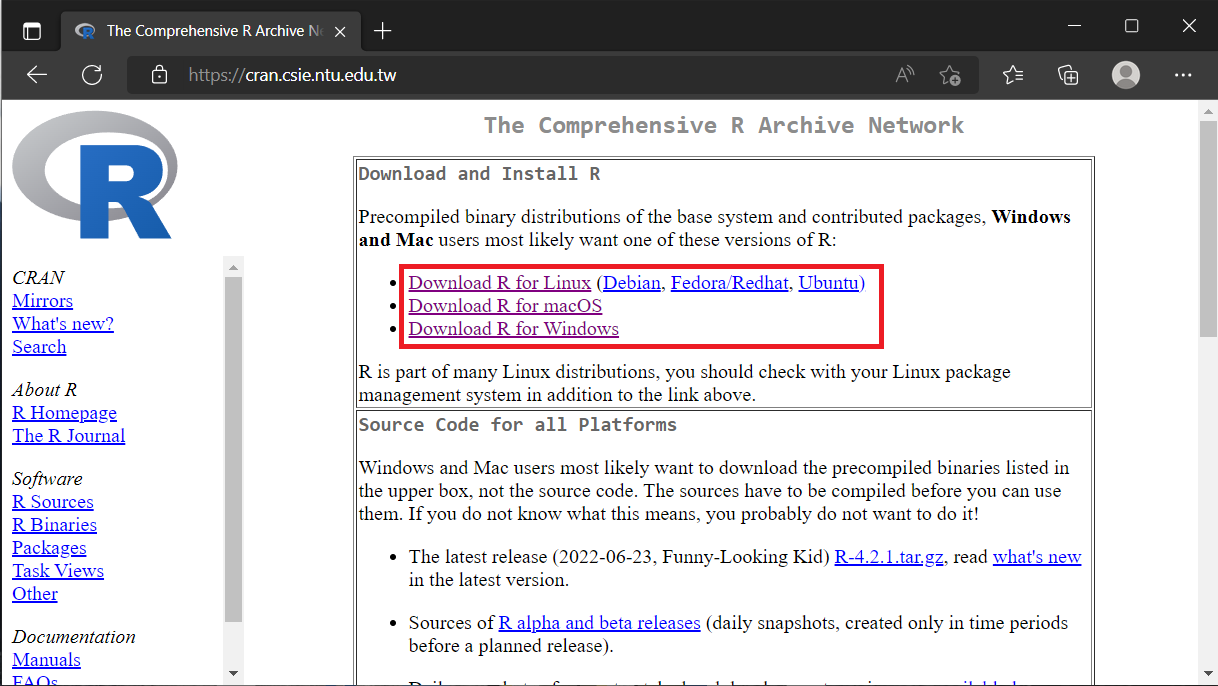 The Comprehensive R Archive N
https://cran.csie.ntu.edu.tw
R
CRAN
Mirrors
What's new?
Search
About R
R Homepage
The R Journal
Software
R Sources
R Binaries
Packages
Task Views
Other
Documentation
Manuals
FAQs
The Comprehensive R Archive Network
Download and Install R
Precompiled binary distributions of the base system and contributed packages, Windows
and Mac users most likely want one of these versions of R:
Download R for Linux (Debian, Fedora/Redhat, Ubuntu)
Download R for macOS
Download R for Windows
R is part of many Linux distributions, you should check with your Linux package
management system in addition to the link above.
Source Code for all Platforms
Windows and Mac users most likely want to download the precompiled binaries listed in
the upper box, not the source code. The sources have to be compiled before you can use
them. If you do not know what this means, you probably do not want to do it!
The latest release (2022-06-23, Funny-Looking Kid) R-4.2.1.tar.gz, read what's new
in the latest version.
Sources of R alpha and beta releases (daily snapshots, created only in time periods
before a planned release).